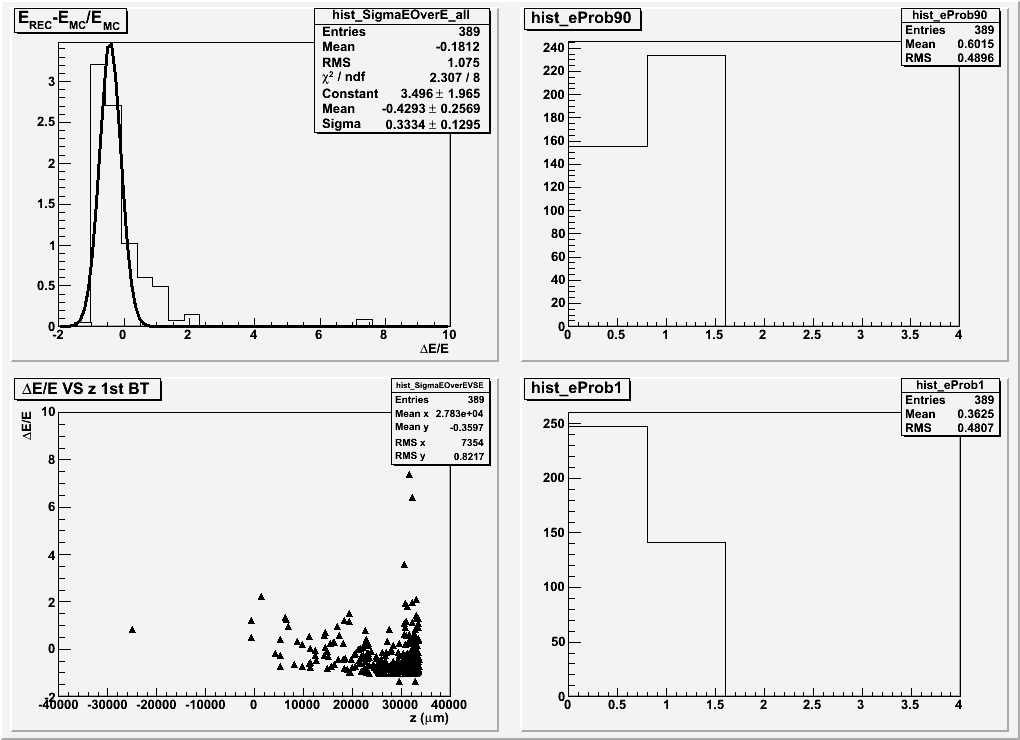 E_REC-E_MC/E_MC
hist_SigmaEOverE_all
Entries 389
Mean -0.1812
RMS 1.075
χ² / ndf 2.307 / 8
Constant 3.496 ± 1.965
Mean -0.4293 ± 0.2569
Sigma 0.3334 ± 0.1295
3
2.5
2
1.5
1
0.5
0
-2 0 2 4 6 8 10
ΔE/E
hist_eProb90
hist_eProb90
Entries 389
Mean 0.6015
RMS 0.4896
240
220
200
180
160
140
120
100
80
60
40
20
0
0 0.5 1 1.5 2 2.5 3 3.5 4
ΔE/E VS z 1st BT
hist_SigmaEOverEVSE
Entries 389
Mean x 2.783e+04
Mean y -0.3597
RMS x 7354
RMS y 0.8217
ΔE/E
10
8
6
4
2
0
-2
-40000 -30000 -20000 -10000 0 10000 20000 30000 40000
z (μm)
hist_eProb1
hist_eProb1
Entries 389
Mean 0.3625
RMS 0.4807
250
200
150
100
50
0
0 0.5 1 1.5 2 2.5 3 3.5 4